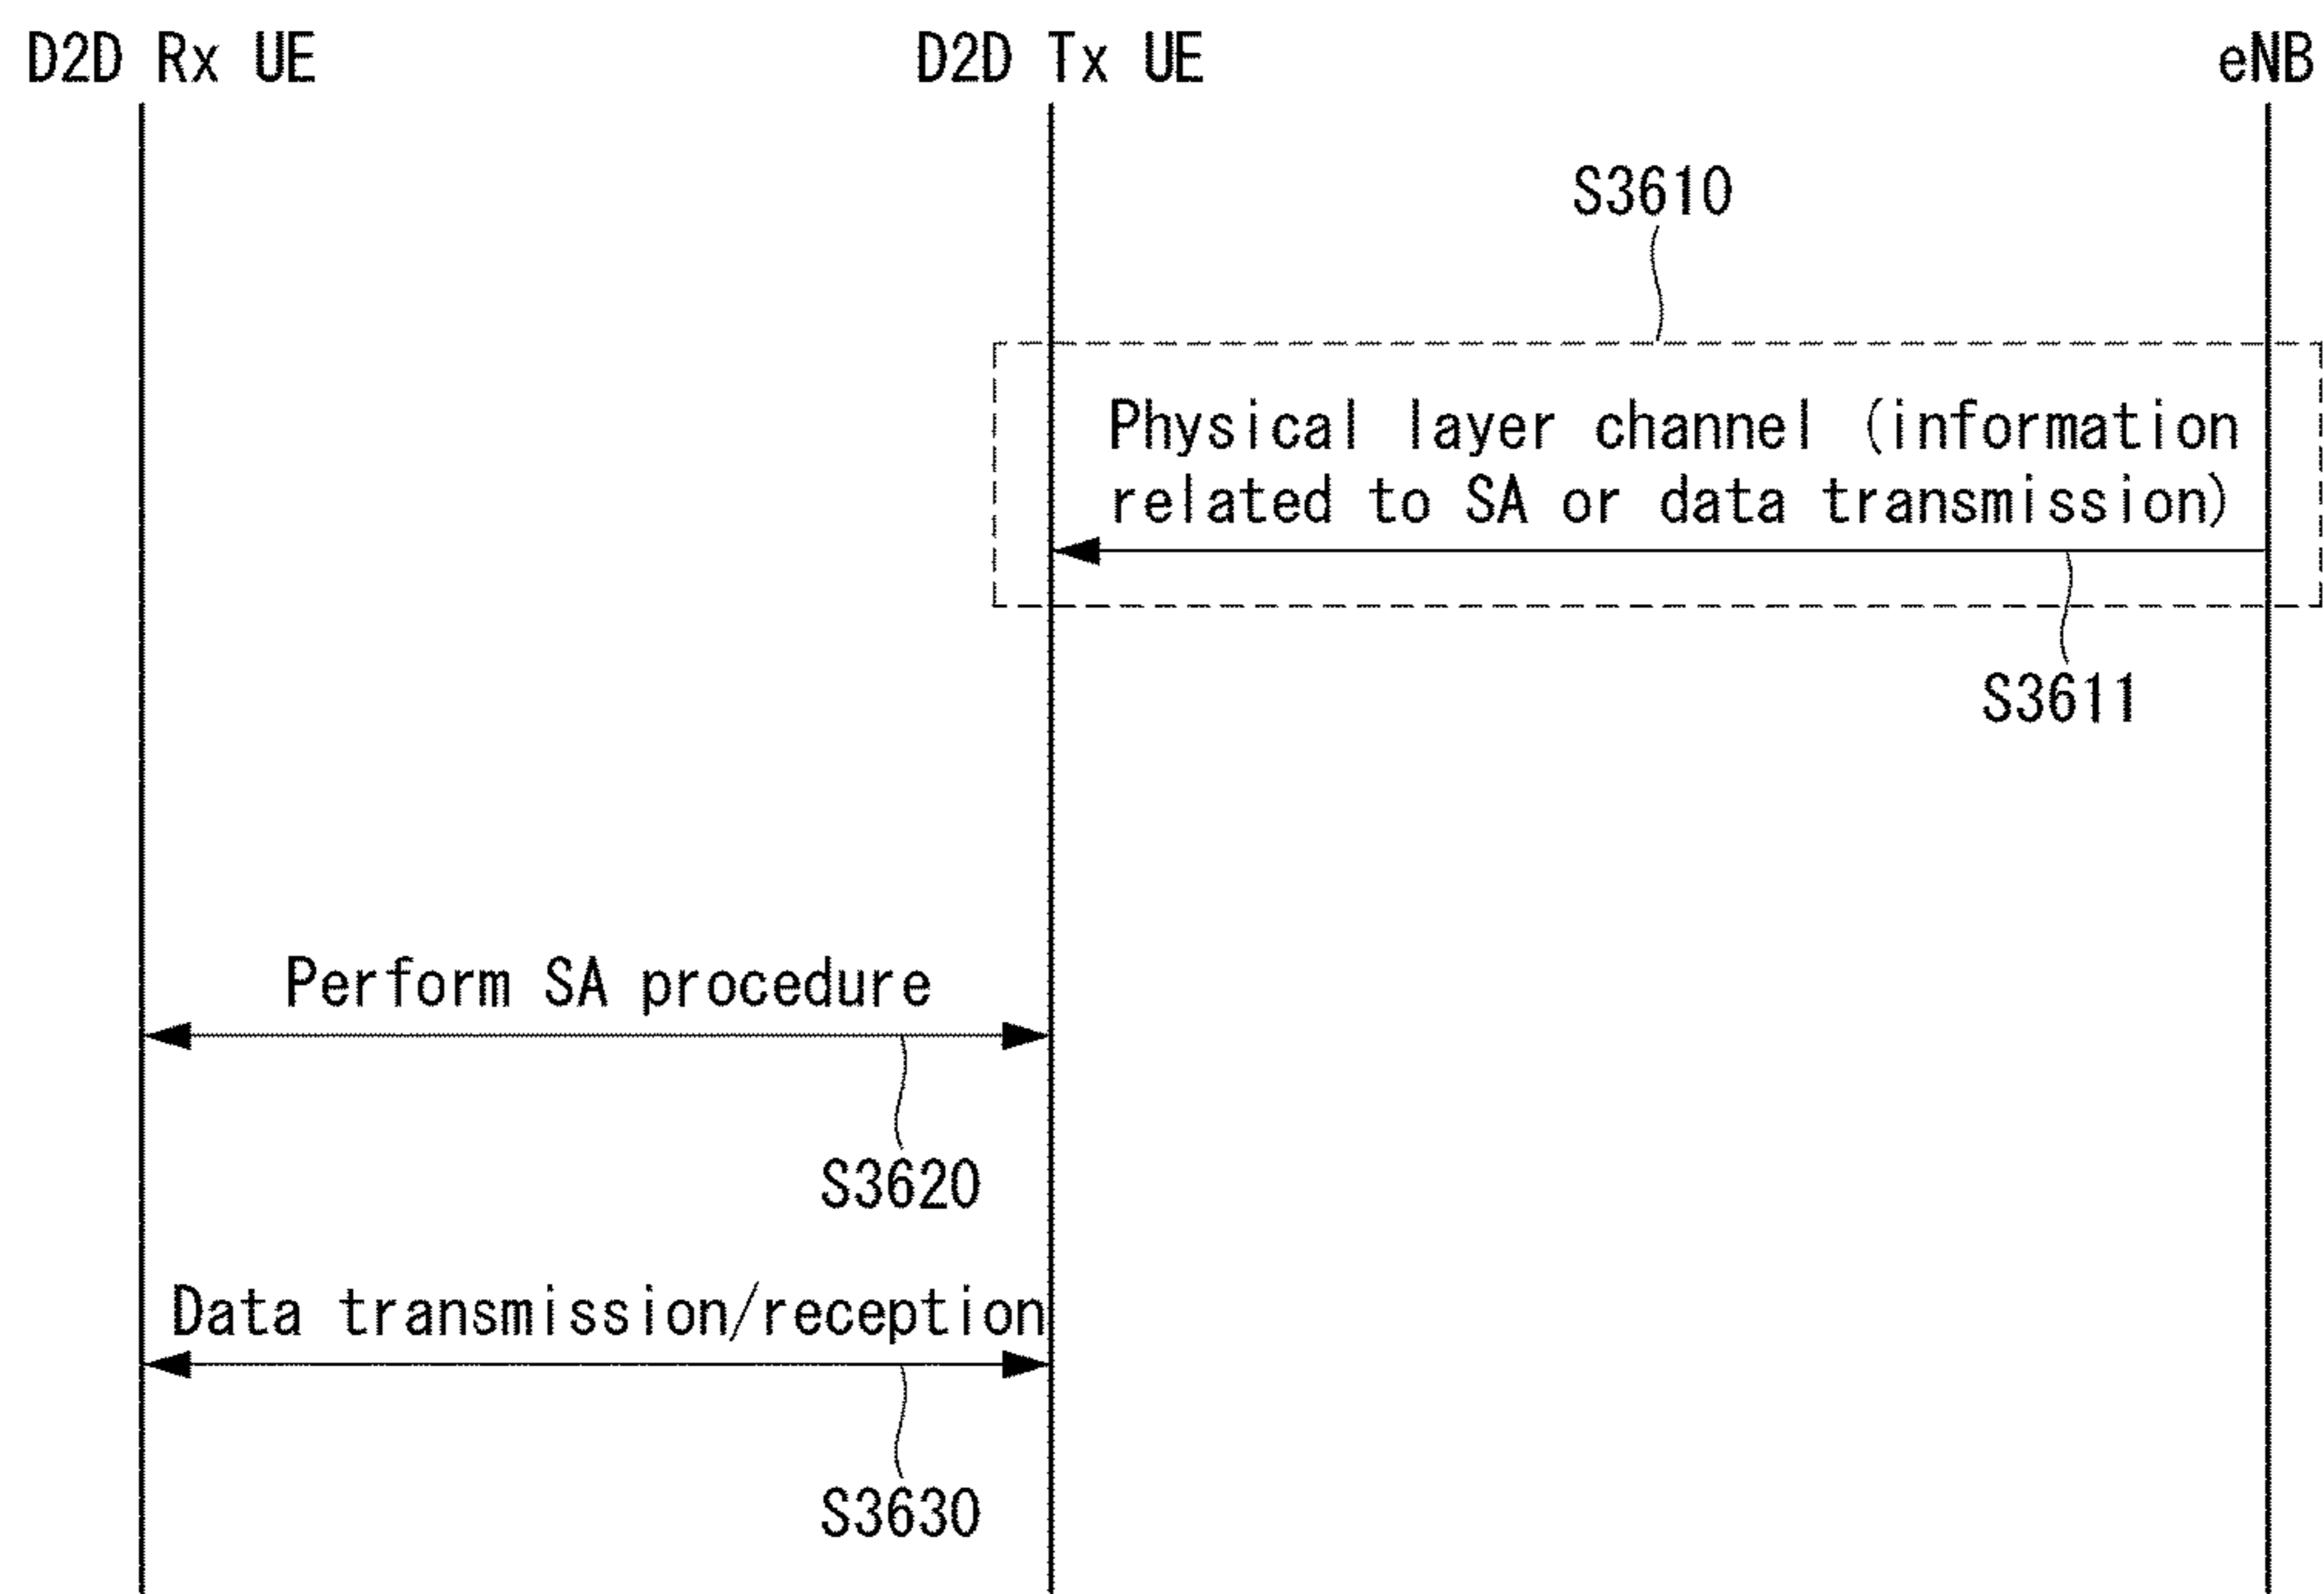 D2D Rx UE
D2D Tx UE
eNB
S3610
Physical layer channel (information
related to SA or data transmission)
S3611
Perform SA procedure
S3620
Data transmission/reception
S3630